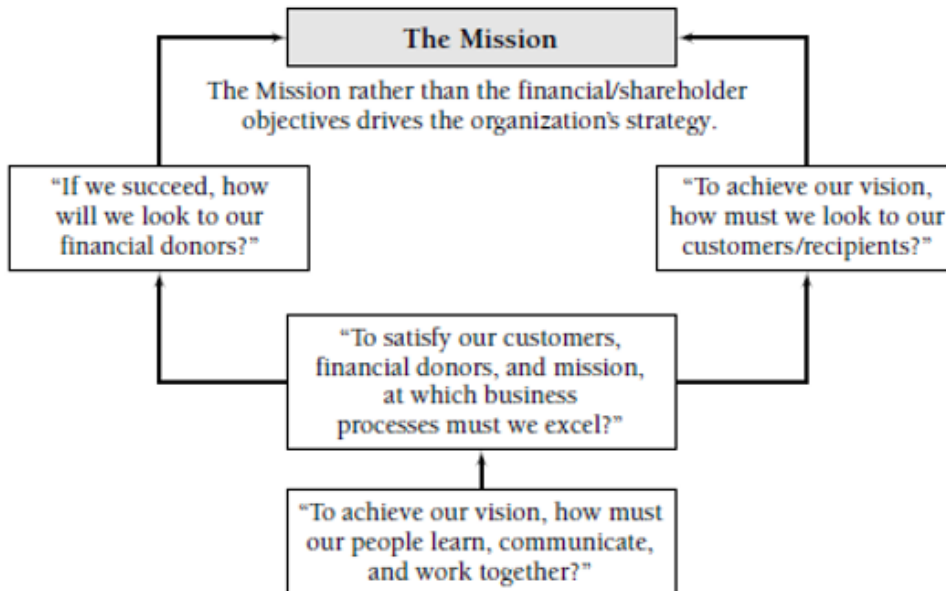 The Mission
The Mission rather than the financial/shareholder
objectives drives the organization's strategy.
“If we succeed, how
will we look to our
financial donors?”
“To achieve our vision,
how must we look to our
customers/recipients?”
“To satisfy our customers,
financial donors, and mission,
at which business
processes must we excel?”
“To achieve our vision, how must
our people learn, communicate,
and work together?”